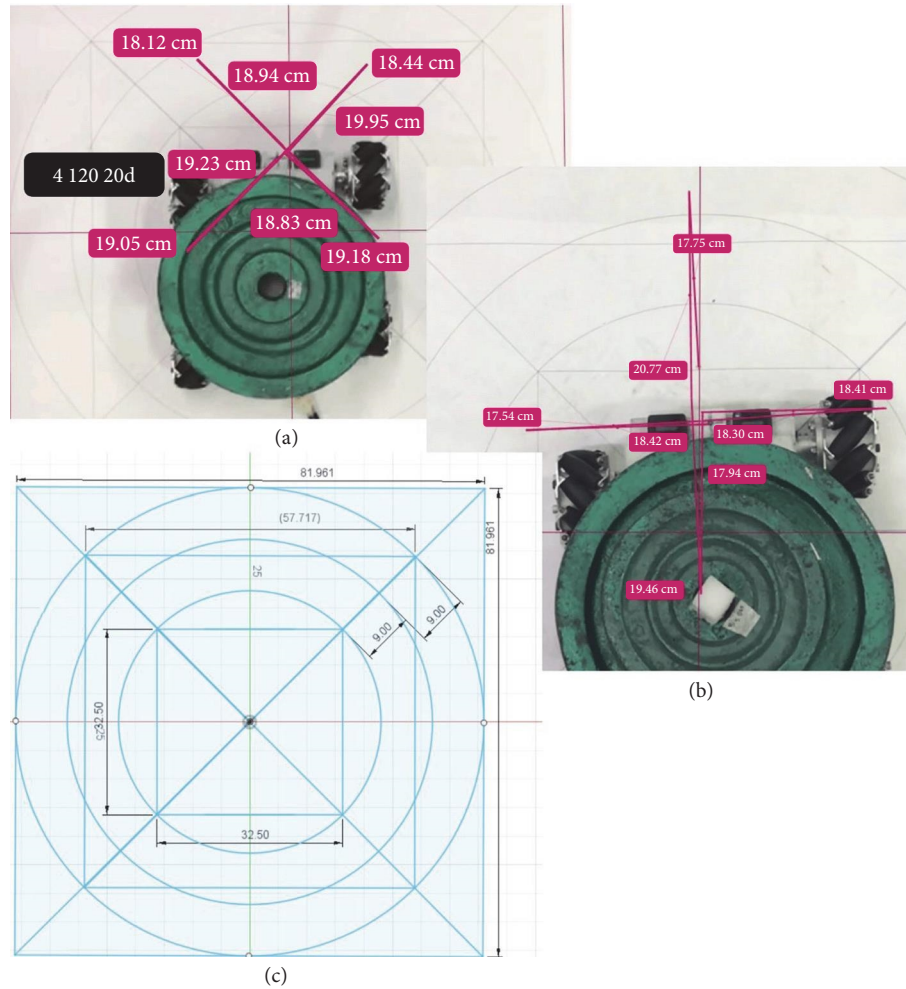 18.12 cm
18.94 cm
18.44 cm
19.95 cm
19.23 cm
4 120 20d
18.83 cm
19.05 cm
19.18 cm
(a)
17.75 cm
20.77 cm
18.41 cm
17.54 cm
18.42 cm
18.30 cm
17.94 cm
19.46 cm
(b)
81.961
(57.717)
81.961
25
9.00
9.00
32.50
25
32.50
(c)